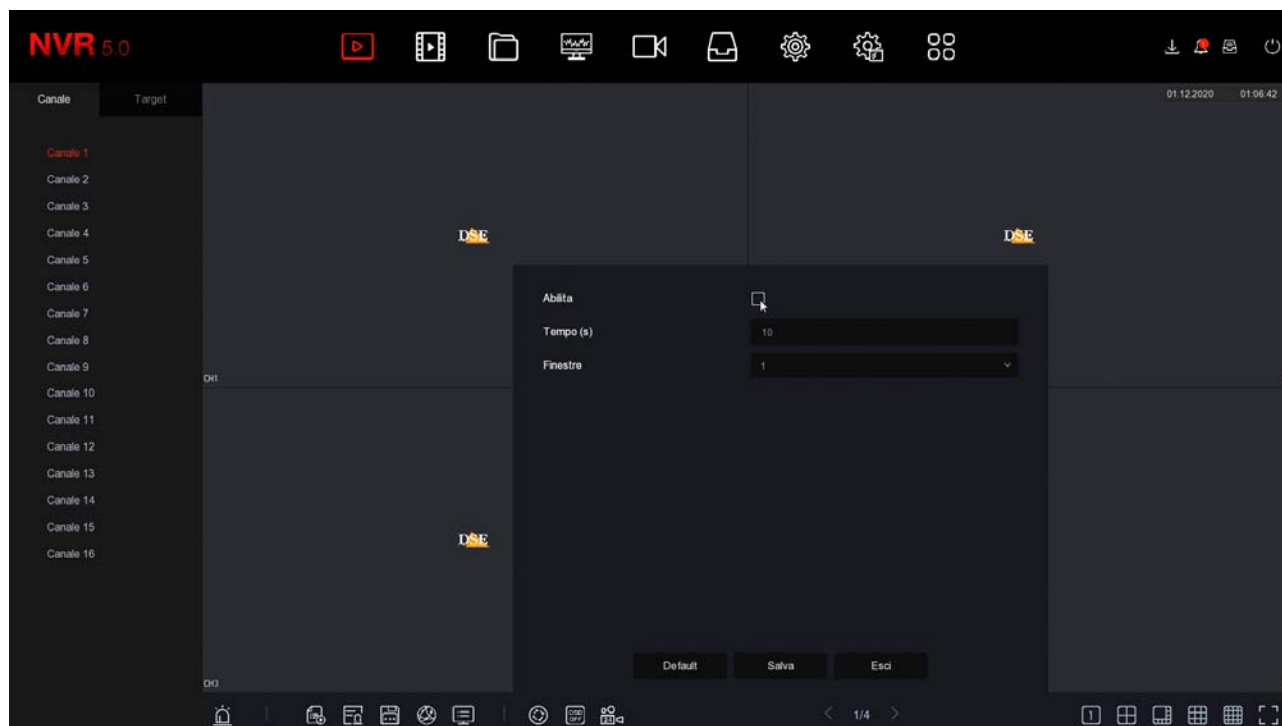 NVR 5.0
Canale Target
01.12.2020 01:06:42
Canale 1
Canale 2
Canale 3
Canale 4
Canale 5
Canale 6
Canale 7
Canale 8
Canale 9
Canale 10
Canale 11
Canale 12
Canale 13
Canale 14
Canale 15
Canale 16
DSE
DSE
CH1
Abilita
Tempo (s) 10
Finestre 1
DSE
Default Salva Esci
CH3
OSD
OFF
1/4
1